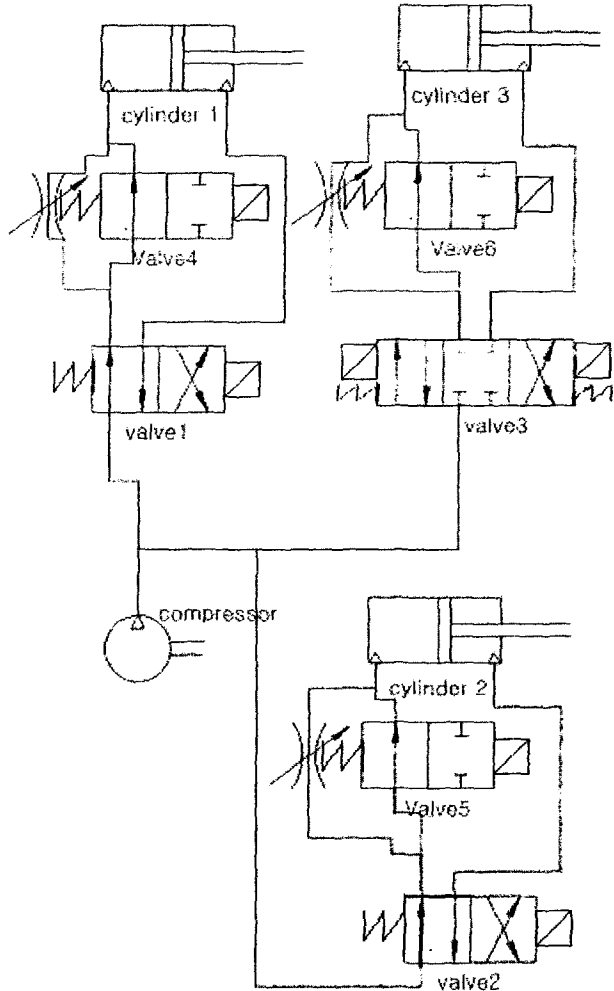 cylinder 1
cylinder 3
Valve4
Valve6
valve1
valve3
compressor
cylinder 2
Valve5
valve2